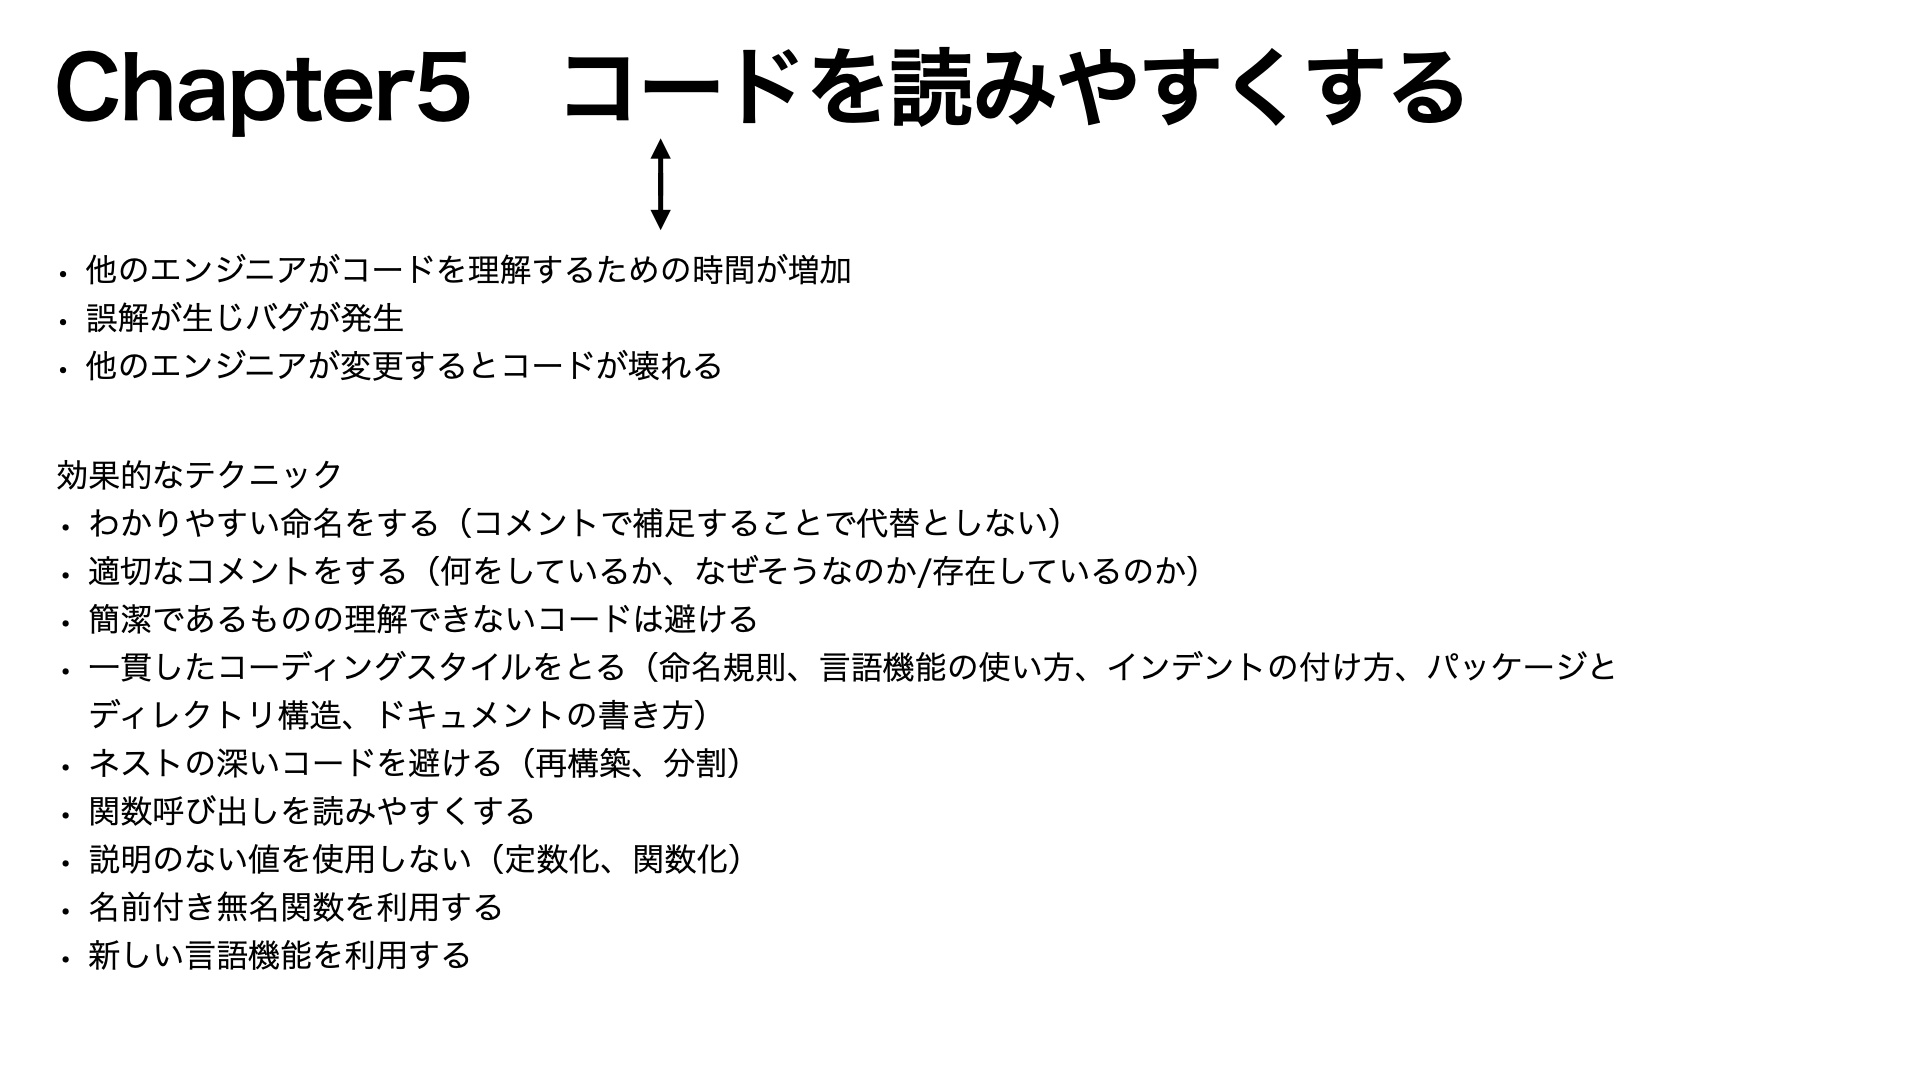 Chapter5　コードを読みやすくする
・他のエンジニアがコードを理解するための時間が増加
・誤解が生じバグが発生
・他のエンジニアが変更するとコードが壊れる
効果的なテクニック
・わかりやすい命名をする（コメントで補足することで代替としない）
・適切なコメントをする（何をしているか、なぜそうなのか/存在しているのか）
・簡潔であるものの理解できないコードは避ける
・一貫したコーディングスタイルをとる（命名規則、言語機能の使い方、インデントの付け方、パッケージと
ディレクトリ構造、ドキュメントの書き方）
・ネストの深いコードを避ける（再構築、分割）
・関数呼び出しを読みやすくする
・説明のない値を使用しない（定数化、関数化）
・名前付き無名関数を利用する
・新しい言語機能を利用する